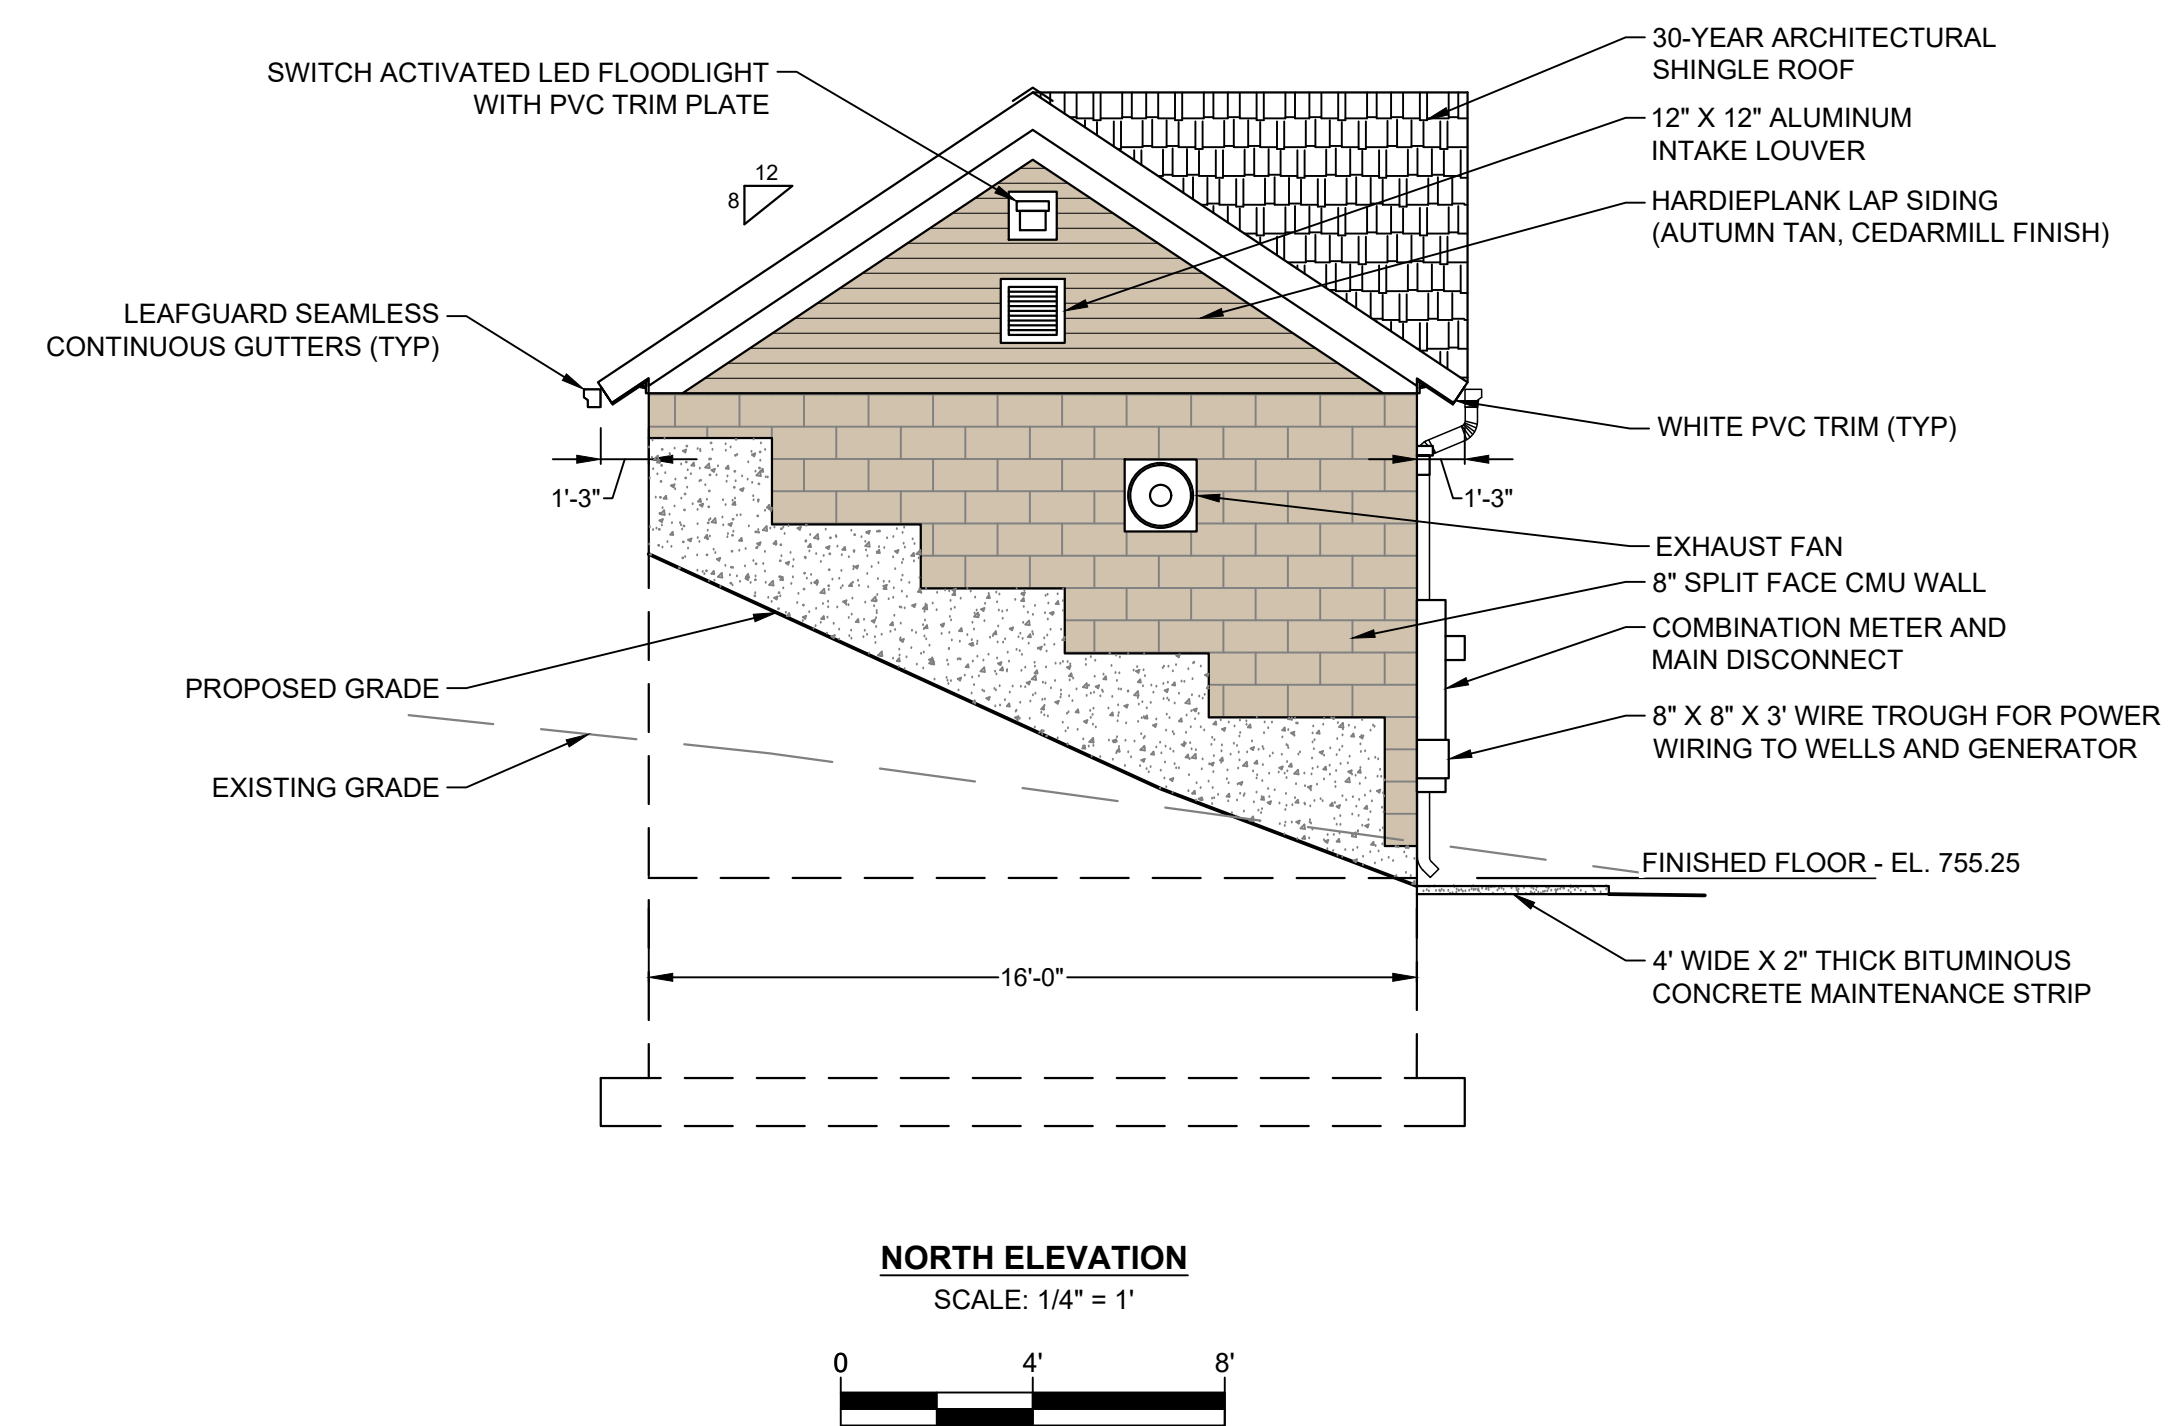 SWITCH ACTIVATED LED FLOODLIGHT
WITH PVC TRIM PLATE
12
8
LEAFGUARD SEAMLESS
CONTINUOUS GUTTERS (TYP)
1'-3"
PROPOSED GRADE
EXISTING GRADE
30-YEAR ARCHITECTURAL
SHINGLE ROOF
12" X 12" ALUMINUM
INTAKE LOUVER
HARDIEPLANK LAP SIDING
(AUTUMN TAN, CEDARMILL FINISH)
WHITE PVC TRIM (TYP)
1'-3"
EXHAUST FAN
8" SPLIT FACE CMU WALL
COMBINATION METER AND
MAIN DISCONNECT
8" X 8" X 3' WIRE TROUGH FOR POWER
WIRING TO WELLS AND GENERATOR
FINISHED FLOOR - EL. 755.25
4' WIDE X 2" THICK BITUMINOUS
CONCRETE MAINTENANCE STRIP
16'-0"
NORTH ELEVATION
SCALE: 1/4" = 1'
0 4' 8'